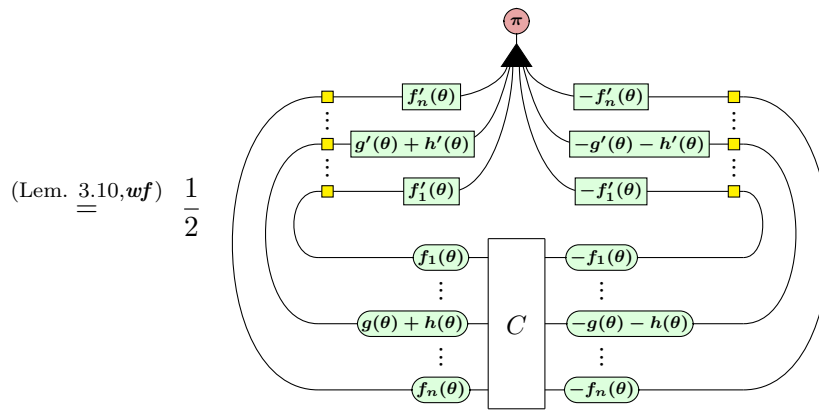 π
f′ₙ(θ) −f′ₙ(θ)
⋮ ⋮
g′(θ) + h′(θ) −g′(θ) − h′(θ)
⋮ ⋮
(Lem. 3.10,wf) = 1/2 f′₁(θ) −f′₁(θ)
f₁(θ) −f₁(θ)
⋮ ⋮
g(θ) + h(θ) C −g(θ) − h(θ)
⋮ ⋮
fₙ(θ) −fₙ(θ)